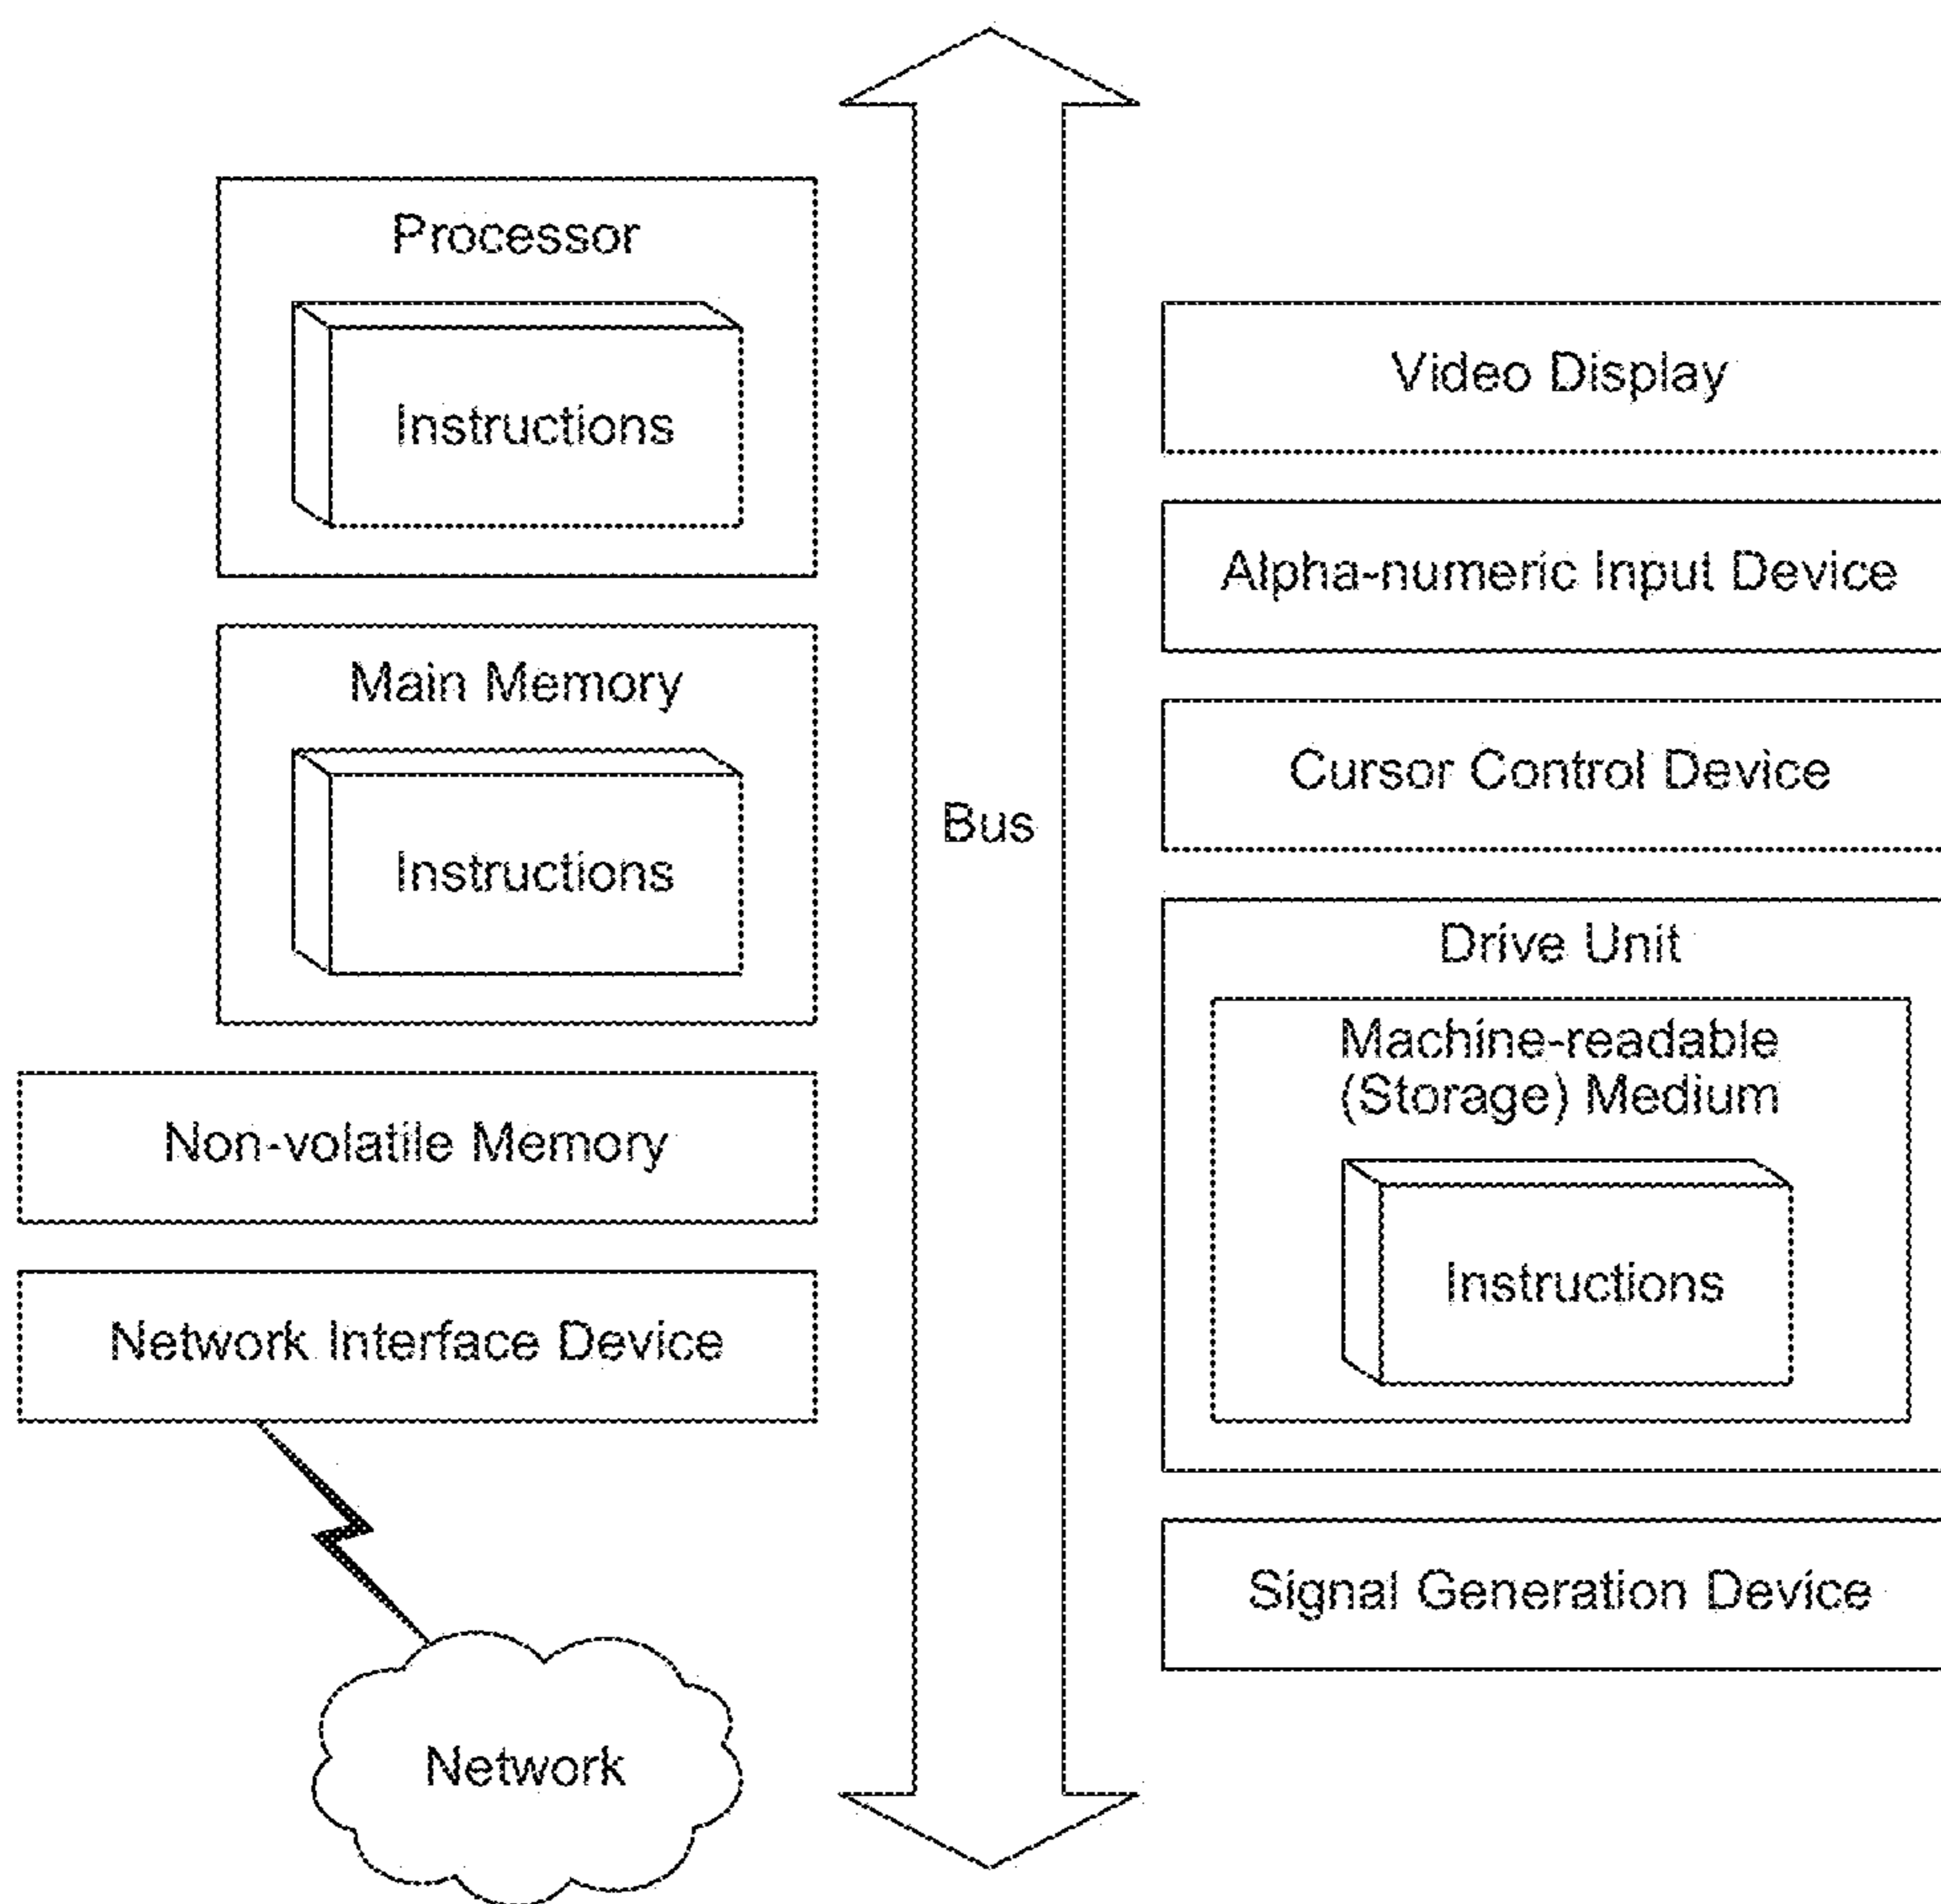 Processor
Instructions
Main Memory
Instructions
Non-volatile Memory
Network Interface Device
Network
Bus
Video Display
Alpha-numeric Input Device
Cursor Control Device
Drive Unit
Machine-readable
(Storage) Medium
Instructions
Signal Generation Device